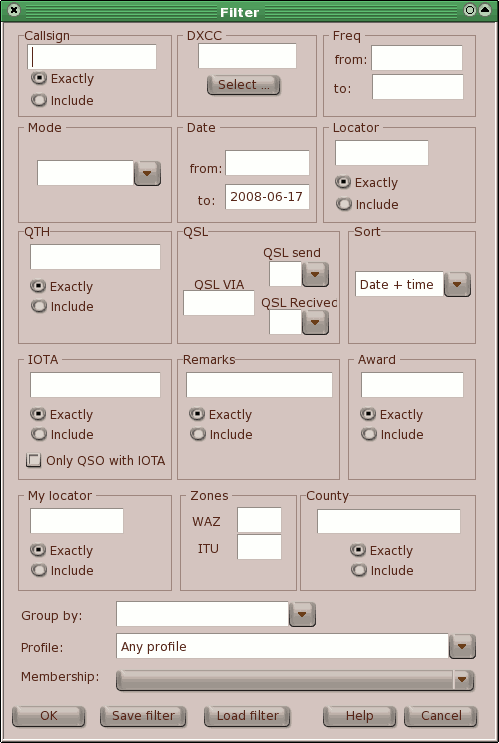 Filter
Callsign
Exactly
Include
DXCC
Select ...
Freq
from:
to:
Mode
Date
from:
to: 2008-06-17
Locator
Exactly
Include
QTH
Exactly
Include
QSL
QSL send
QSL VIA
QSL Recived
Sort
Date + time
IOTA
Exactly
Include
Only QSO with IOTA
Remarks
Exactly
Include
Award
Exactly
Include
My locator
Exactly
Include
Zones
WAZ
ITU
County
Exactly
Include
Group by:
Profile: Any profile
Membership:
OK Save filter Load filter Help Cancel